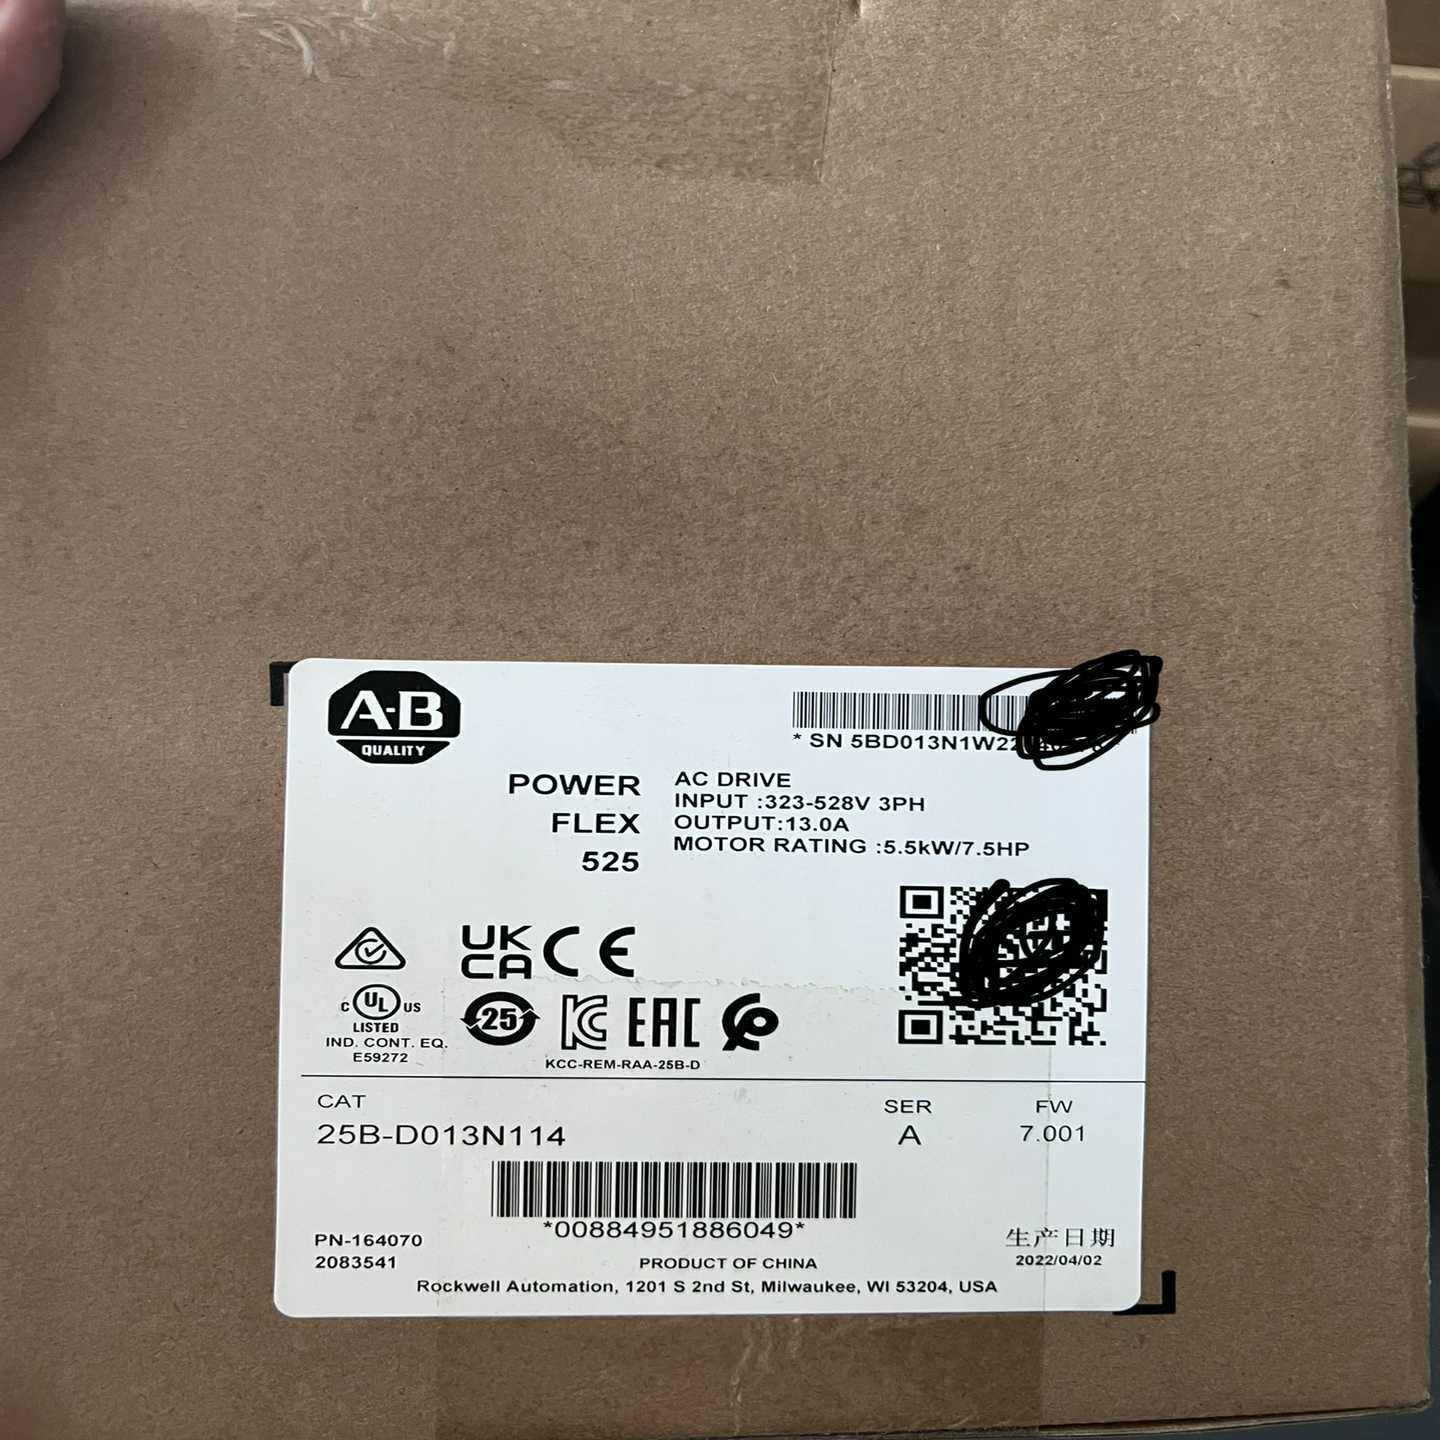 A-B
QUALITY
* SN 5BD013N1W22
POWER
FLEX
525
AC DRIVE
INPUT :323-528V 3PH
OUTPUT:13.0A
MOTOR RATING :5.5kW/7.5HP
UK
CA
CE
C UL US
LISTED
IND. CONT. EQ.
E59272
25
KC
EAC
KCC-REM-RAA-25B-D
CAT
25B-D013N114
SER
A
FW
7.001
*00884951886049*
PN-164070
2083541
生产日期
2022/04/02
PRODUCT OF CHINA
Rockwell Automation, 1201 S 2nd St, Milwaukee, WI 53204, USA